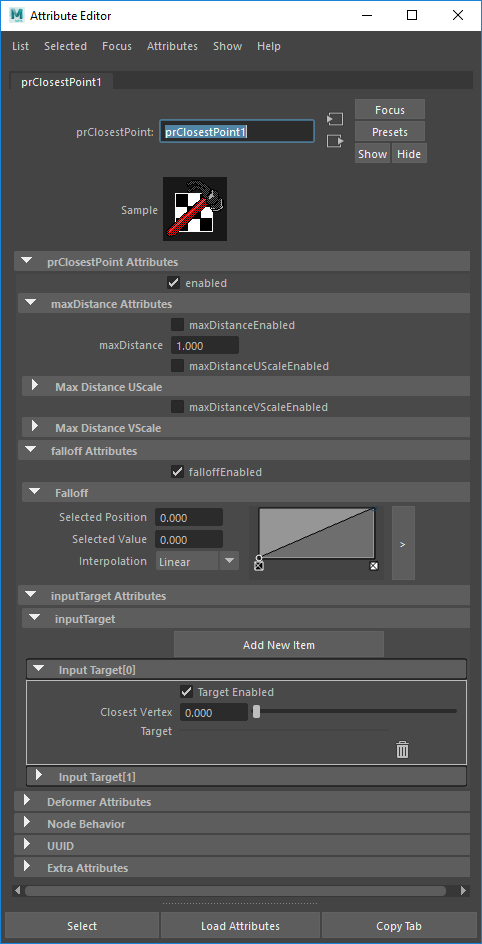 Attribute Editor
List Selected Focus Attributes Show Help
prClosestPoint1
Focus
prClosestPoint: prClosestPoint1
Presets
Show Hide
Sample
prClosestPoint Attributes
enabled
maxDistance Attributes
maxDistanceEnabled
maxDistance 1.000
maxDistanceUScaleEnabled
Max Distance UScale
maxDistanceVScaleEnabled
Max Distance VScale
falloff Attributes
falloffEnabled
Falloff
Selected Position 0.000
Selected Value 0.000
Interpolation Linear
>
inputTarget Attributes
inputTarget
Add New Item
Input Target[0]
Target Enabled
Closest Vertex 0.000
Target
Input Target[1]
Deformer Attributes
Node Behavior
UUID
Extra Attributes
Select Load Attributes Copy Tab